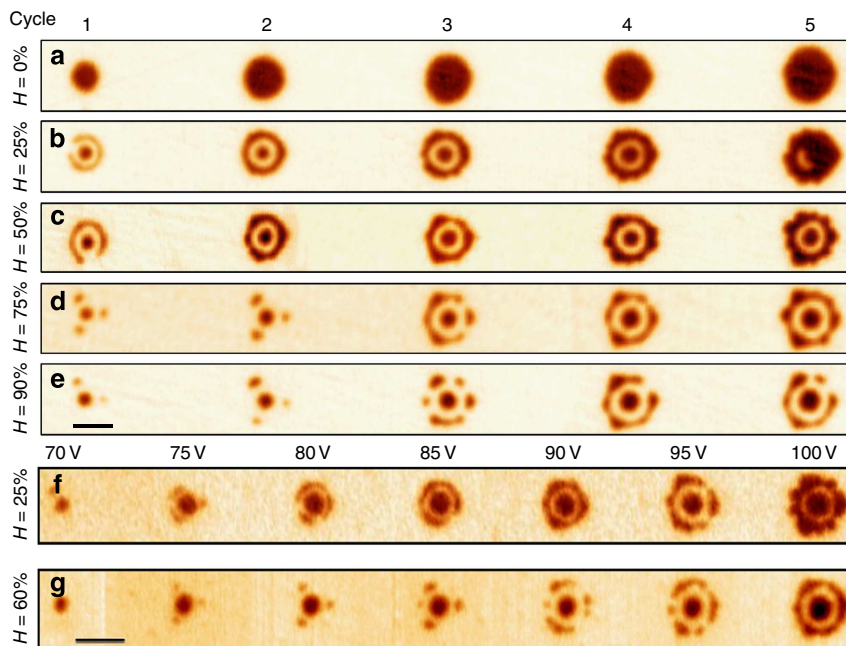 Cycle 1 2 3 4 5
H = 0% a
H = 25% b
H = 50% c
H = 75% d
H = 90% e
70 V 75 V 80 V 85 V 90 V 95 V 100 V
H = 25% f
H = 60% g